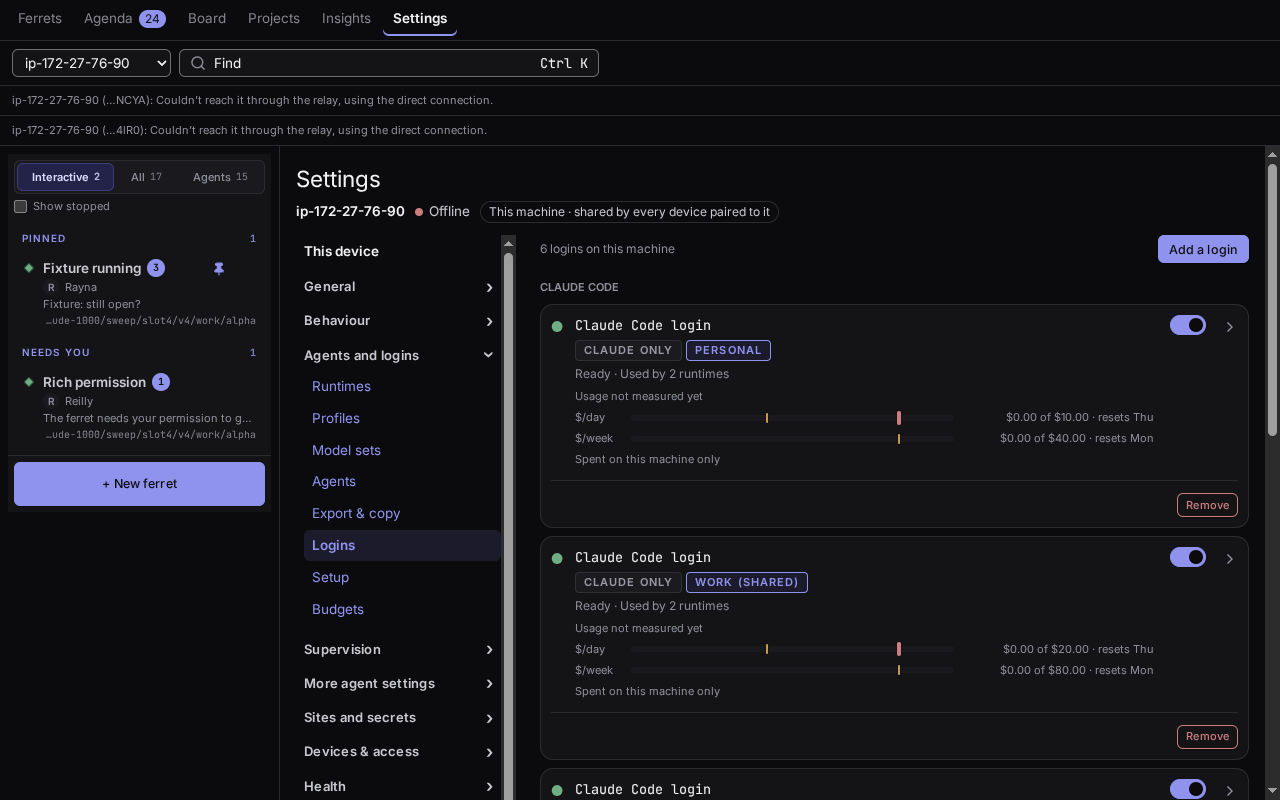 Ferrets Agenda 24 Board Projects Insights Settings
ip-172-27-76-90 Find Ctrl K
ip-172-27-76-90 (…NCYA): Couldn't reach it through the relay, using the direct connection.
ip-172-27-76-90 (…4IR0): Couldn't reach it through the relay, using the direct connection.
Interactive 2 All 17 Agents 15
Show stopped
PINNED 1
Fixture running 3
R Rayna
Fixture: still open?
…ude-1000/sweep/slot4/v4/work/alpha
NEEDS YOU 1
Rich permission 1
R Reilly
The ferret needs your permission to g…
…ude-1000/sweep/slot4/v4/work/alpha
+ New ferret
Settings
ip-172-27-76-90 Offline This machine · shared by every device paired to it
This device
General
Behaviour
Agents and logins
Runtimes
Profiles
Model sets
Agents
Export & copy
Logins
Setup
Budgets
Supervision
More agent settings
Sites and secrets
Devices & access
Health
6 logins on this machine Add a login
CLAUDE CODE
Claude Code login
CLAUDE ONLY PERSONAL
Ready · Used by 2 runtimes
Usage not measured yet
$/day $0.00 of $10.00 · resets Thu
$/week $0.00 of $40.00 · resets Mon
Spent on this machine only
Remove
Claude Code login
CLAUDE ONLY WORK (SHARED)
Ready · Used by 2 runtimes
Usage not measured yet
$/day $0.00 of $20.00 · resets Thu
$/week $0.00 of $80.00 · resets Mon
Spent on this machine only
Remove
Claude Code login